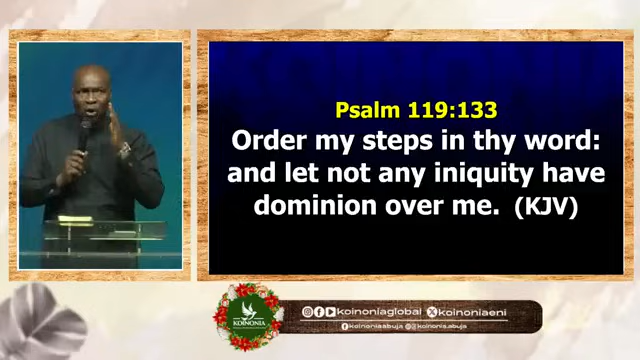 Psalm 119:133
Order my steps in thy word:
and let not any iniquity have
dominion over me. (KJV)
KOINONIA
koinoniaglobal koinoniaeni
koinoniaabuja koinonia.abuja